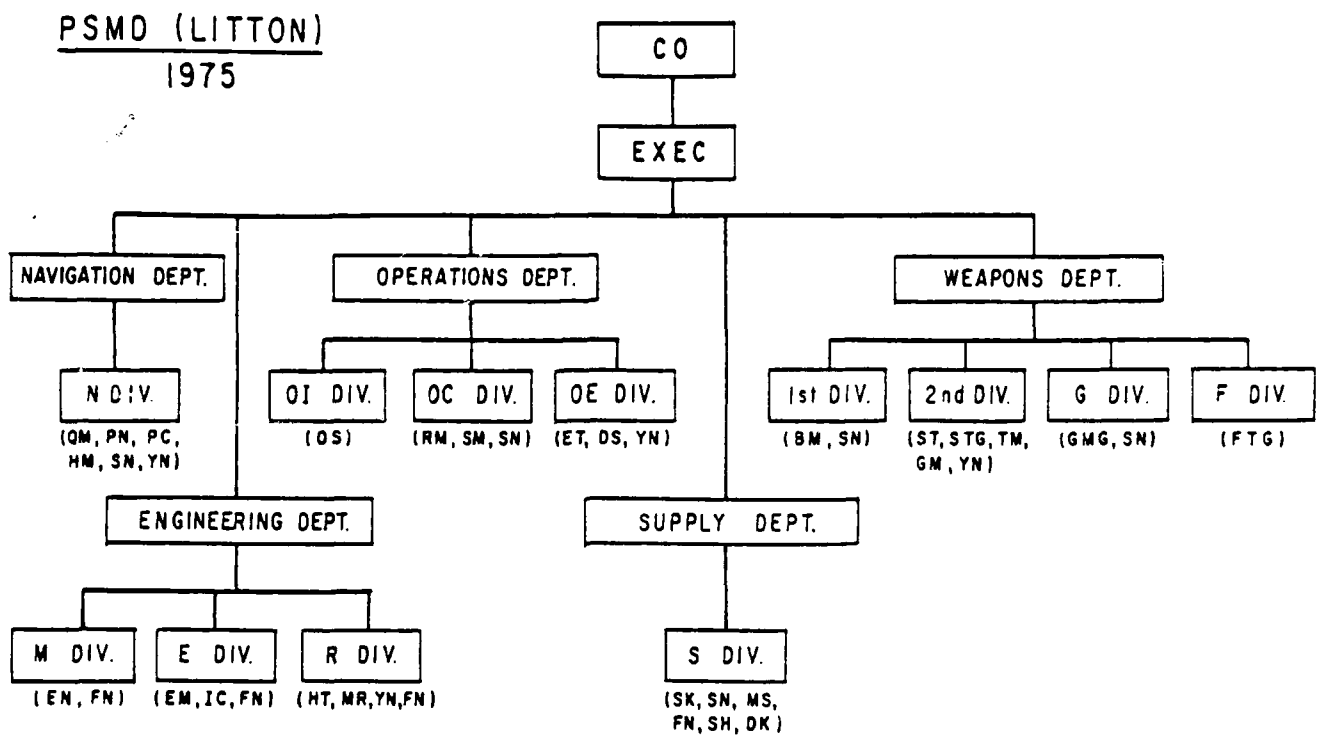 PSMD (LITTON)
1975
CO
EXEC
NAVIGATION DEPT.
OPERATIONS DEPT.
WEAPONS DEPT.
N DIV.
(QM, PN, PC,
HM, SN, YN)
OI DIV.
(OS)
OC DIV.
(RM, SM, SN)
OE DIV.
(ET, DS, YN)
1st DIV.
(BM, SN)
2nd DIV.
(ST, STG, TM,
GM, YN)
G DIV.
(GMG, SN)
F DIV.
(FTG)
ENGINEERING DEPT.
SUPPLY DEPT.
M DIV.
(EN, FN)
E DIV.
(EM, IC, FN)
R DIV.
(HT, MR, YN, FN)
S DIV.
(SK, SN, MS,
FN, SH, DK)